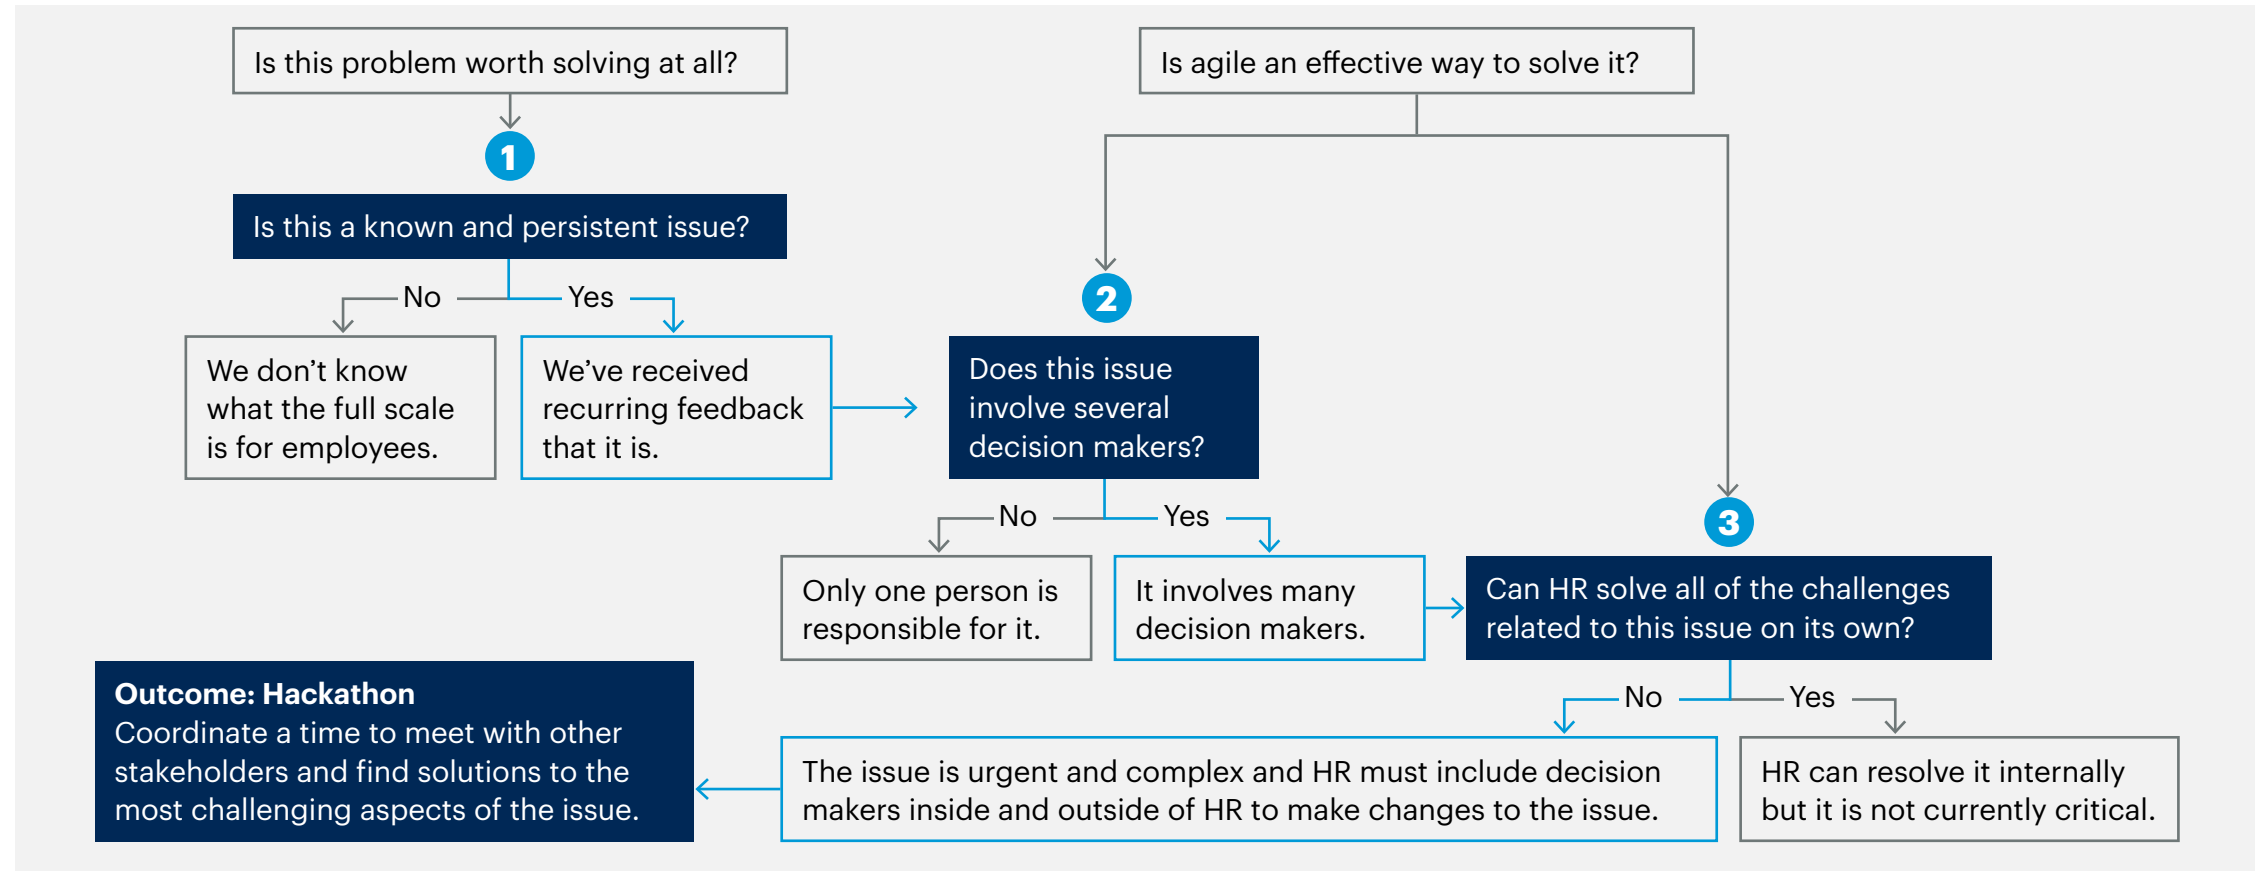 Is this problem worth solving at all?
Is agile an effective way to solve it?
1
Is this a known and persistent issue?
No
Yes
We don’t know
what the full scale
is for employees.
We’ve received
recurring feedback
that it is.
2
Does this issue
involve several
decision makers?
No
Yes
Only one person is
responsible for it.
It involves many
decision makers.
3
Can HR solve all of the challenges
related to this issue on its own?
No
Yes
The issue is urgent and complex and HR must include decision
makers inside and outside of HR to make changes to the issue.
HR can resolve it internally
but it is not currently critical.
Outcome: Hackathon
Coordinate a time to meet with other
stakeholders and find solutions to the
most challenging aspects of the issue.